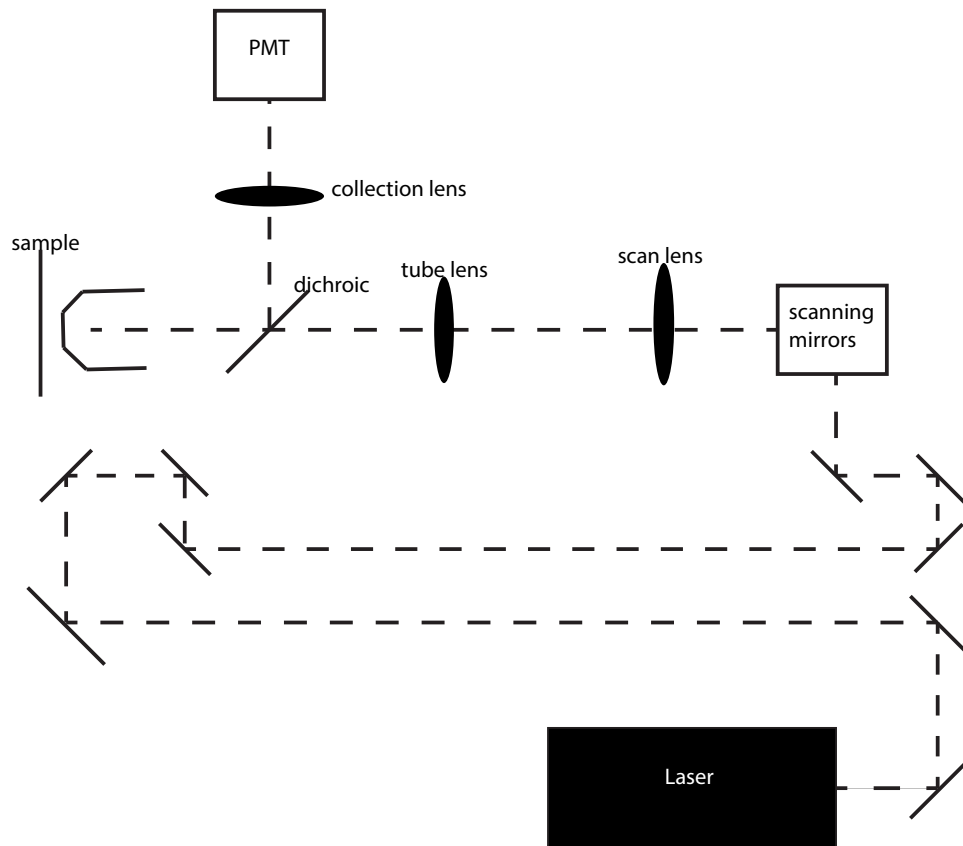 PMT
collection lens
sample
dichroic
tube lens
scan lens
scanning
mirrors
Laser